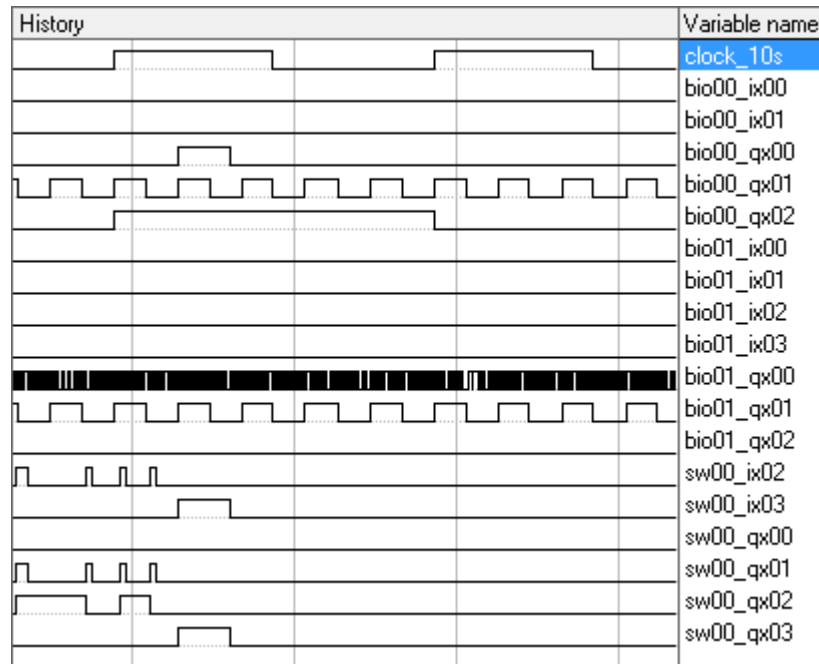 History Variable name
clock_10s
bio00_ix00
bio00_ix01
bio00_qx00
bio00_qx01
bio00_qx02
bio01_ix00
bio01_ix01
bio01_ix02
bio01_ix03
bio01_qx00
bio01_qx01
bio01_qx02
sw00_ix02
sw00_ix03
sw00_qx00
sw00_qx01
sw00_qx02
sw00_qx03